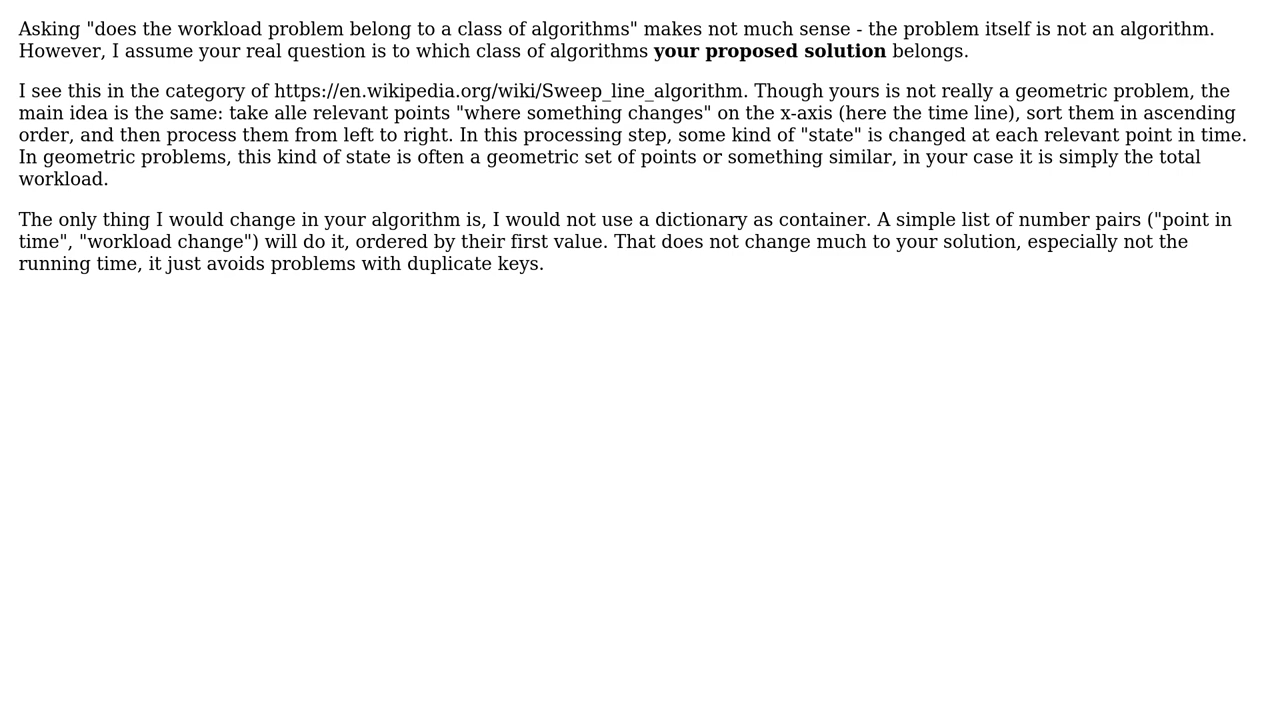 Asking "does the workload problem belong to a class of algorithms" makes not much sense - the problem itself is not an algorithm.
However, I assume your real question is to which class of algorithms your proposed solution belongs.
I see this in the category of https://en.wikipedia.org/wiki/Sweep_line_algorithm. Though yours is not really a geometric problem, the
main idea is the same: take alle relevant points "where something changes" on the x-axis (here the time line), sort them in ascending
order, and then process them from left to right. In this processing step, some kind of "state" is changed at each relevant point in time.
In geometric problems, this kind of state is often a geometric set of points or something similar, in your case it is simply the total
workload.
The only thing I would change in your algorithm is, I would not use a dictionary as container. A simple list of number pairs ("point in
time", "workload change") will do it, ordered by their first value. That does not change much to your solution, especially not the
running time, it just avoids problems with duplicate keys.